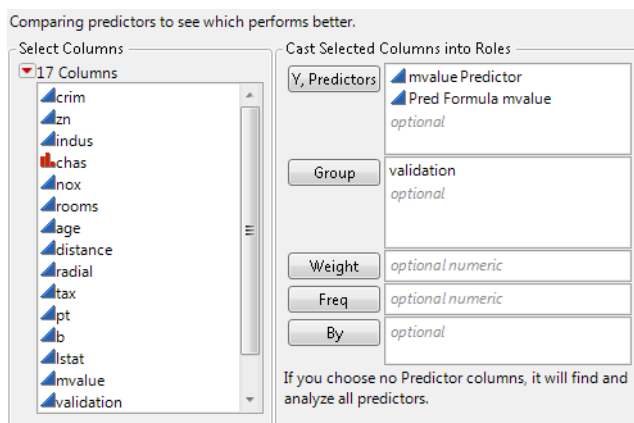 Comparing predictors to see which performs better.
Select Columns
17 Columns
crim
zn
indus
chas
nox
rooms
age
distance
radial
tax
pt
b
lstat
mvalue
validation
Cast Selected Columns into Roles
Y, Predictors
mvalue Predictor
Pred Formula mvalue
optional
Group
validation
optional
Weight
optional numeric
Freq
optional numeric
By
optional
If you choose no Predictor columns, it will find and
analyze all predictors.